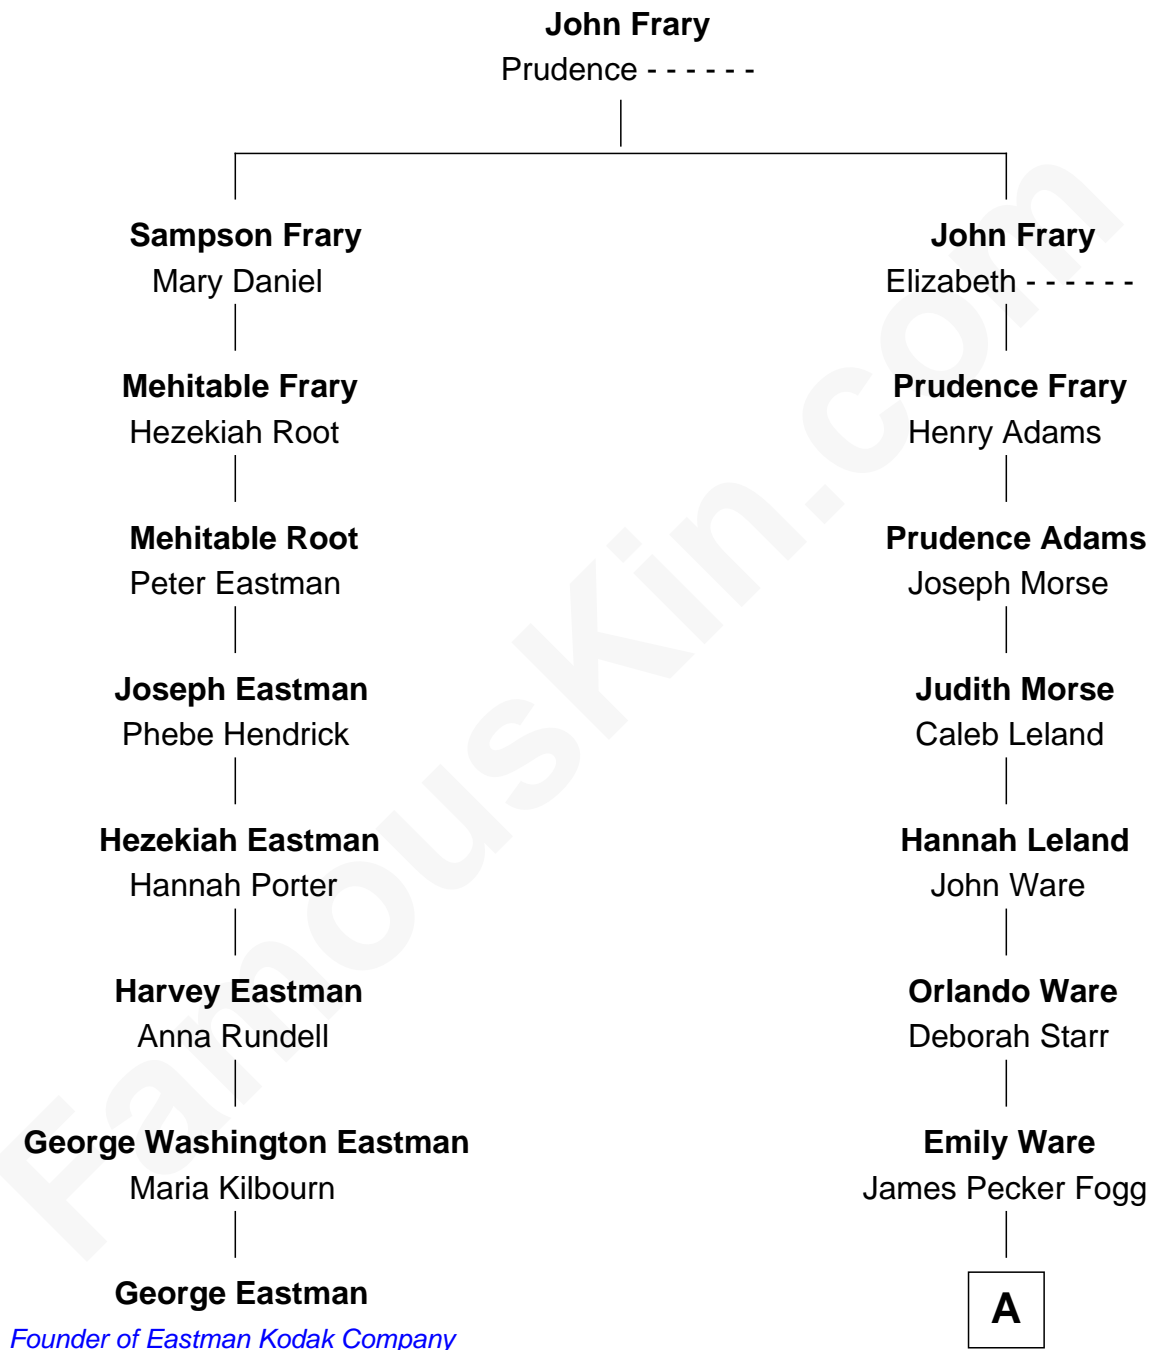 John Frary
Prudence - - - - - -
Sampson Frary
Mary Daniel
John Frary
Elizabeth - - - - - -
Mehitable Frary
Hezekiah Root
Prudence Frary
Henry Adams
Mehitable Root
Peter Eastman
Prudence Adams
Joseph Morse
Joseph Eastman
Phebe Hendrick
Judith Morse
Caleb Leland
Hezekiah Eastman
Hannah Porter
Hannah Leland
John Ware
Harvey Eastman
Anna Rundell
Orlando Ware
Deborah Starr
George Washington Eastman
Maria Kilbourn
Emily Ware
James Pecker Fogg
George Eastman
Founder of Eastman Kodak Company
A
FamousKin.com